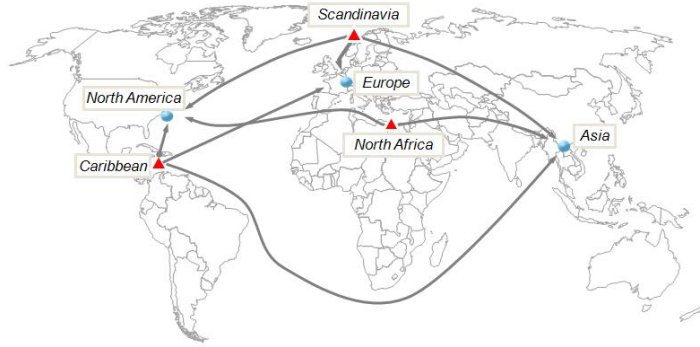 Scandinavia
Europe
North America
North Africa
Asia
Caribbean